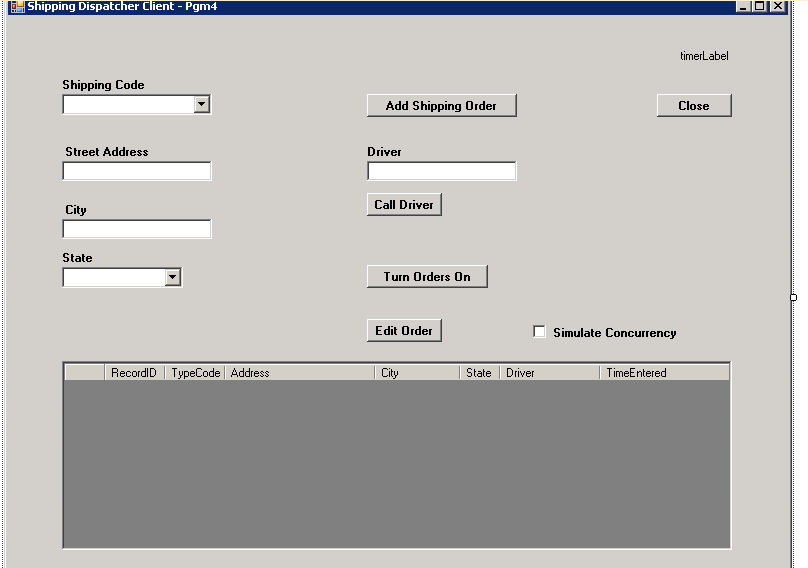 Shipping Dispatcher Client - Pgm4
timerLabel
Shipping Code
Add Shipping Order
Close
Street Address
Driver
Call Driver
City
State
Turn Orders On
Edit Order
Simulate Concurrency
RecordID TypeCode Address City State Driver TimeEntered